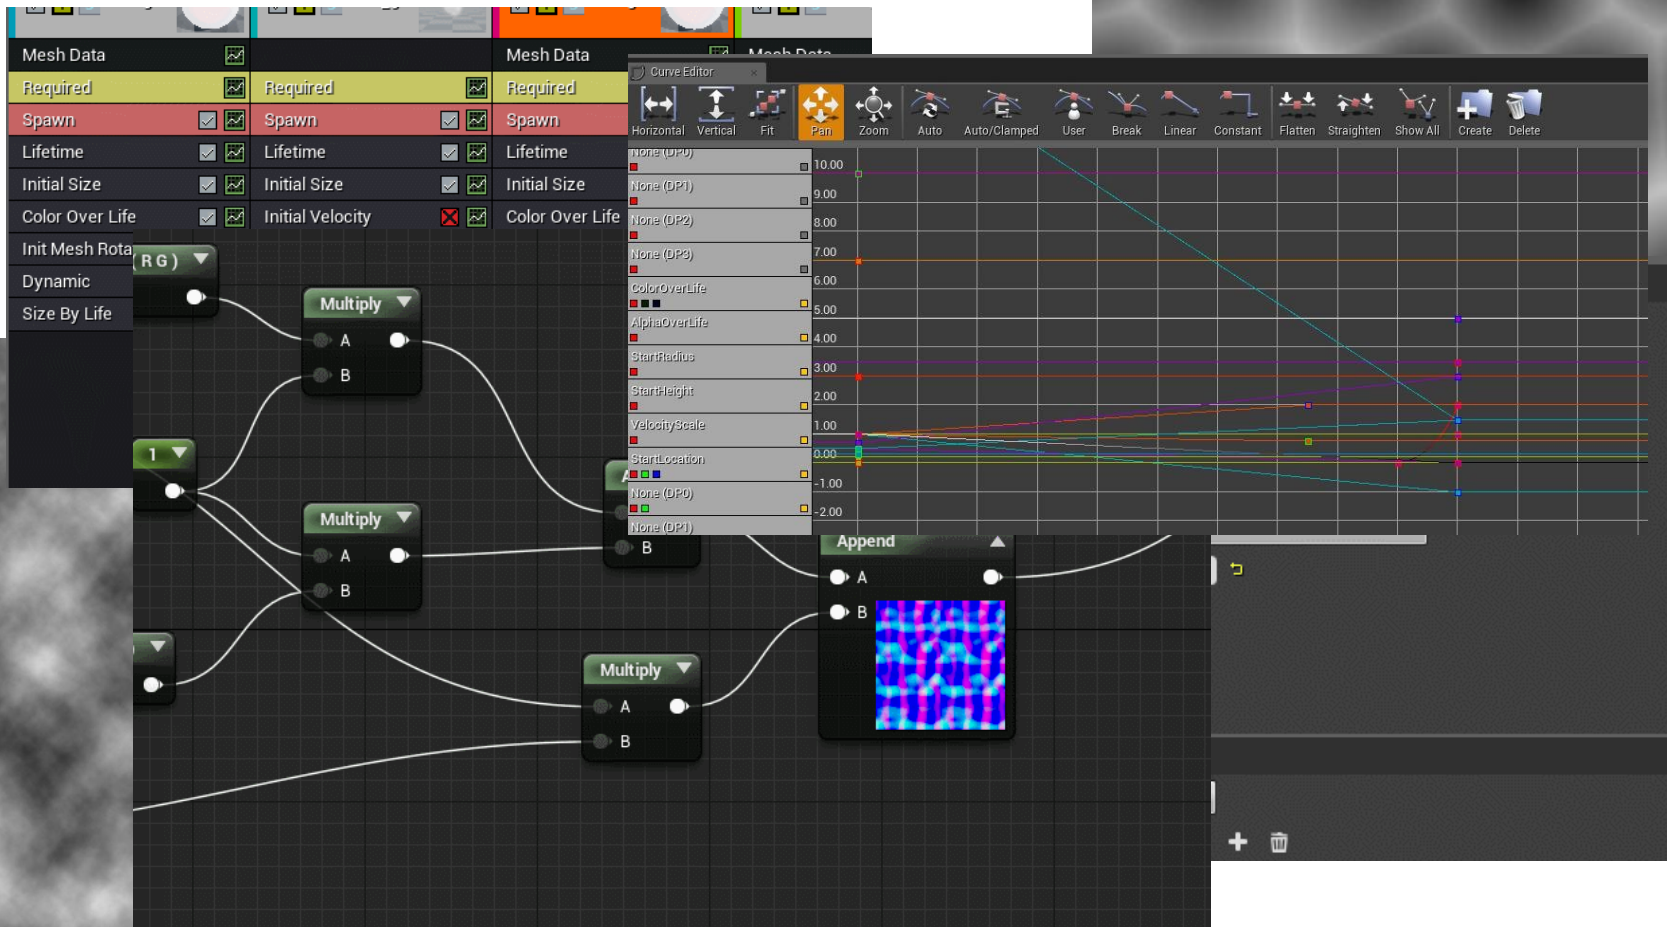 Mesh Data
Required
Spawn
Lifetime
Initial Size
Color Over Life
Init Mesh Rota
Dynamic
Size By Life
Required
Spawn
Lifetime
Initial Size
Initial Velocity
Mesh Data
Required
Spawn
Lifetime
Initial Size
Color Over Life
Mesh Data
Curve Editor
Horizontal Vertical Fit Pan Zoom Auto Auto/Clamped User Break Linear Constant Flatten Straighten Show All Create Delete
None (DP0)
None (DP1)
None (DP2)
None (DP3)
ColorOverLife
AlphaOverLife
StartRadius
StartHeight
VelocityScale
StartLocation
None (DP0)
None (DP1)
10.00
9.00
8.00
7.00
6.00
5.00
4.00
3.00
2.00
1.00
0.00
-1.00
-2.00
(RG)
Multiply
A
B
1
Multiply
A
B
)
A
B
Multiply
A
B
Append
A
B